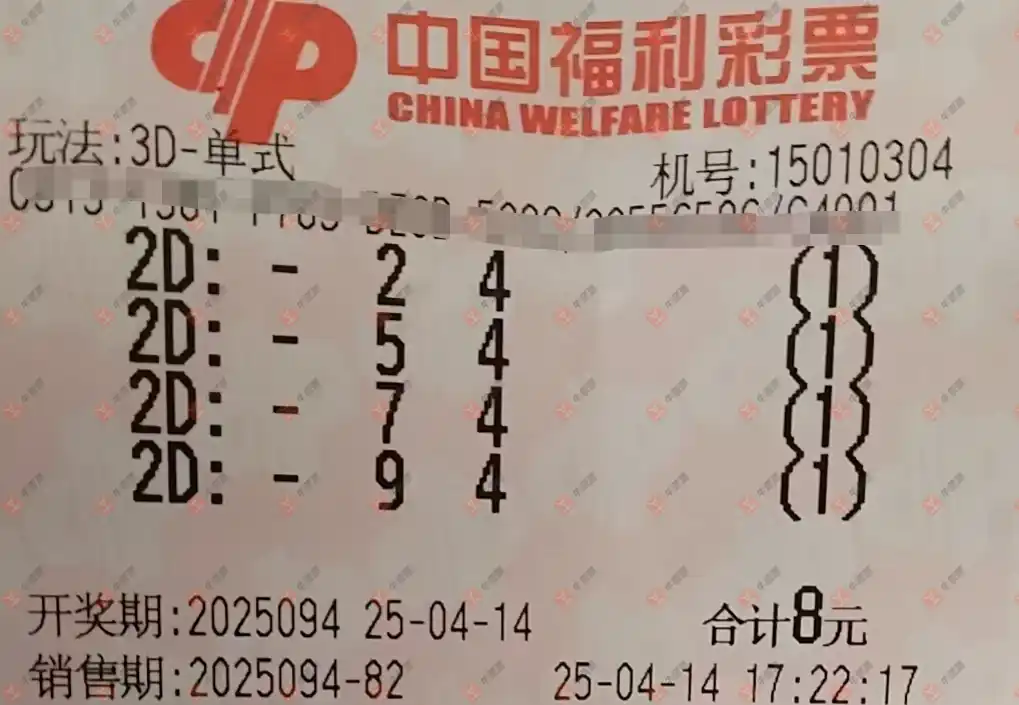 中国福利彩票
CHINA WELFARE LOTTERY
玩法:3D-单式 机号:15010304
2D: - 2 4 (1)
2D: - 5 4 (1)
2D: - 7 4 (1)
2D: - 9 4 (1)
开奖期:2025094 25-04-14 合计8元
销售期:2025094-82 25-04-14 17:22:17